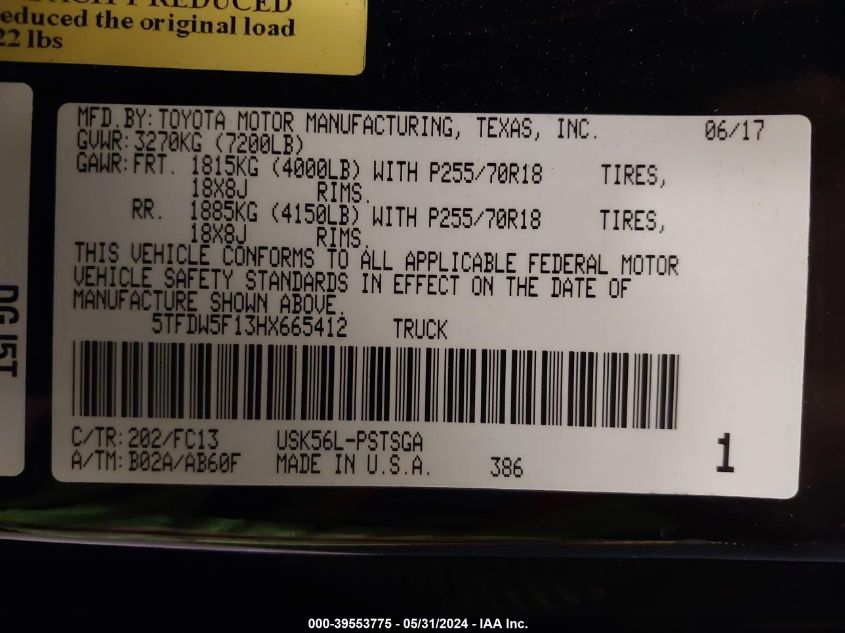 REDUCED
educed the original load
22 lbs
MFD.BY: TOYOTA MOTOR MANUFACTURING, TEXAS, INC. 06/17
GVWR: 3270KG (7200LB)
GAWR: FRT. 1815KG (4000LB) WITH P255/70R18 TIRES,
18X8J RIMS.
RR. 1885KG (4150LB) WITH P255/70R18 TIRES,
18X8J RIMS.
THIS VEHICLE CONFORMS TO ALL APPLICABLE FEDERAL MOTOR
VEHICLE SAFETY STANDARDS IN EFFECT ON THE DATE OF
MANUFACTURE SHOWN ABOVE.
5TFDW5F13HX665412 TRUCK
C/TR: 202/FC13 USK56L-PSTSGA
A/TM: B02A/AB60F MADE IN U.S.A. 386 1
000-39553775 - 05/31/2024 - IAA Inc.